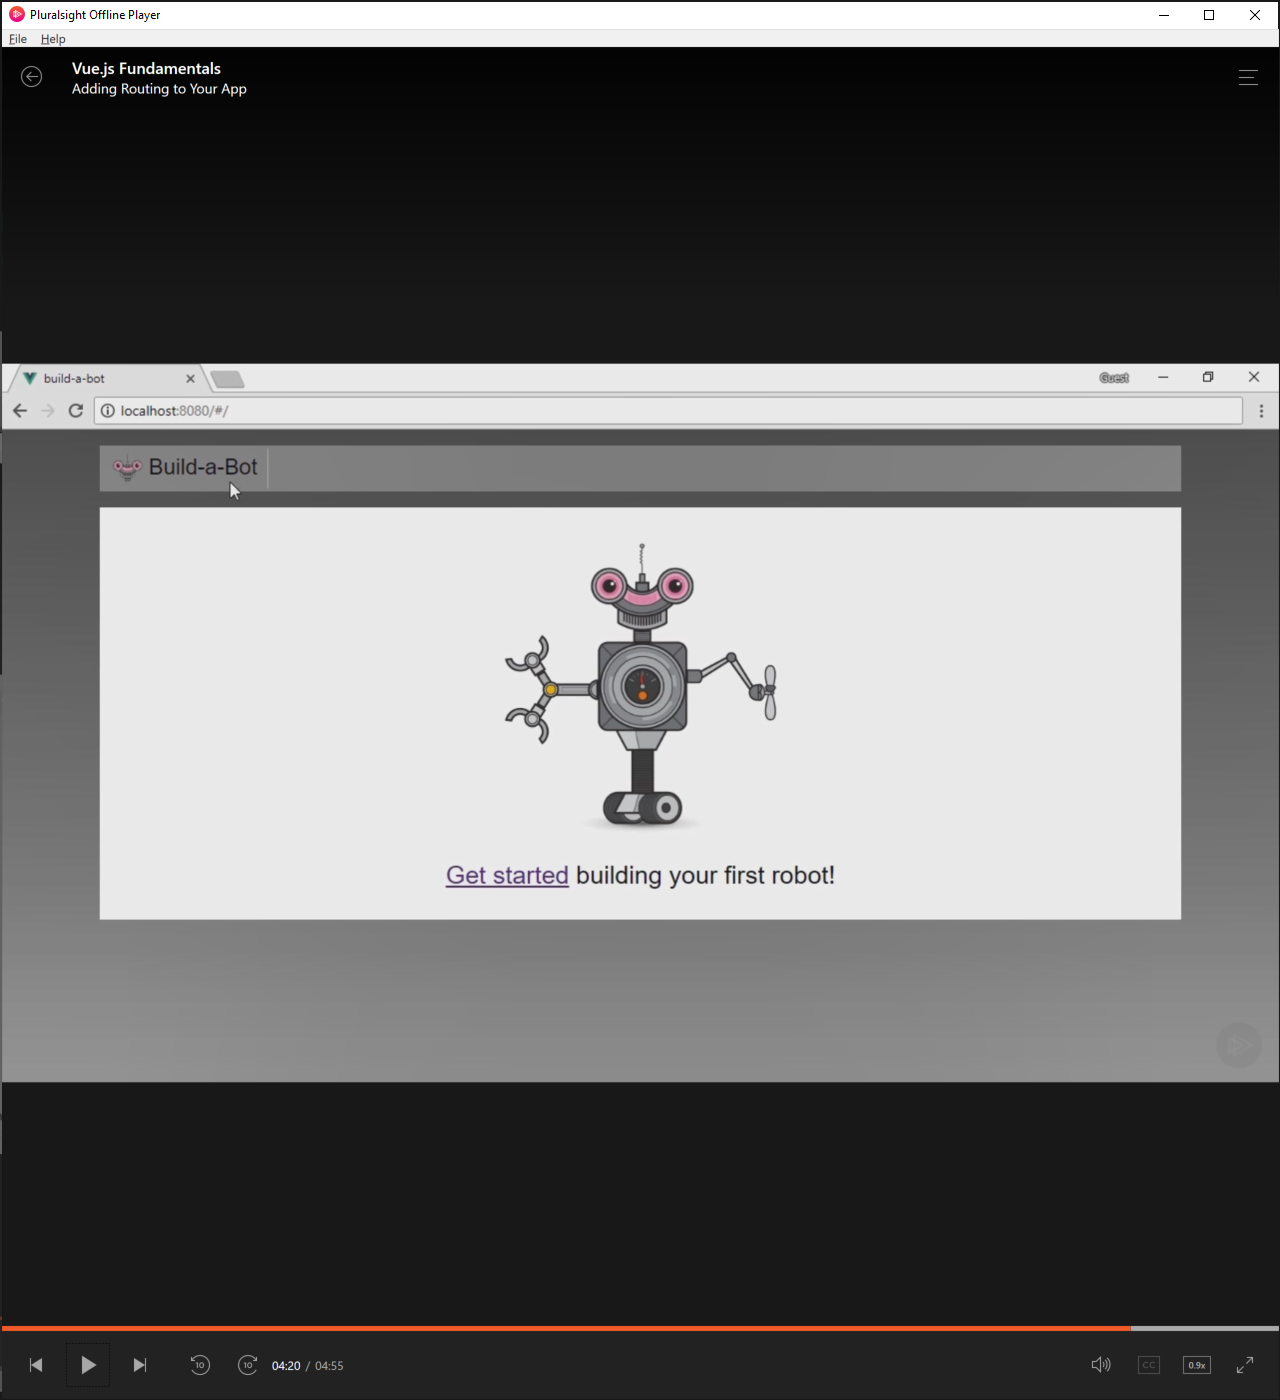 Pluralsight Offline Player
File Help
Vue.js Fundamentals
Adding Routing to Your App
build-a-bot
Guest
localhost:8080/#/
Build-a-Bot
Get started building your first robot!
10 10 04:20 / 04:55 CC 0.9x